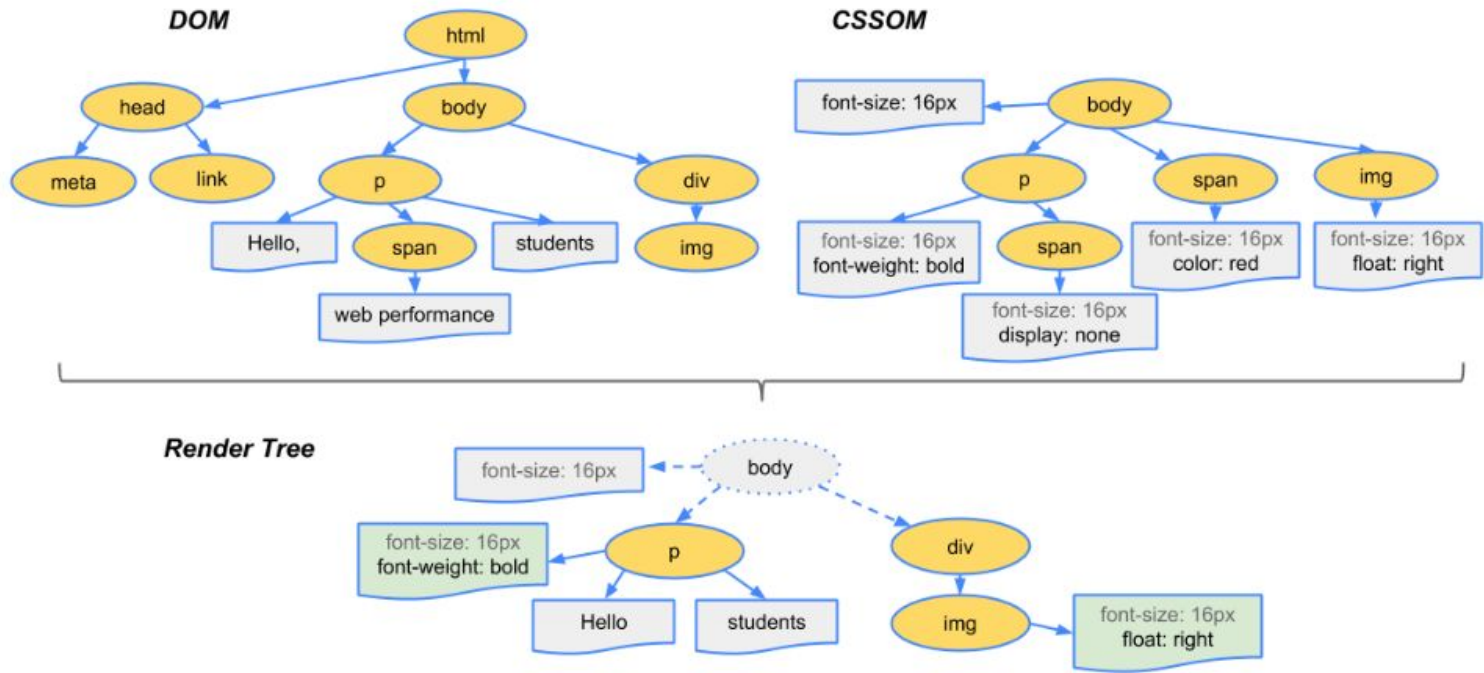 DOM
CSSOM
html
head
body
meta
link
p
div
Hello,
span
students
img
web performance
font-size: 16px
body
p
span
img
font-size: 16px
font-weight: bold
span
font-size: 16px
color: red
font-size: 16px
float: right
font-size: 16px
display: none
Render Tree
font-size: 16px
body
font-size: 16px
font-weight: bold
p
div
Hello
students
img
font-size: 16px
float: right